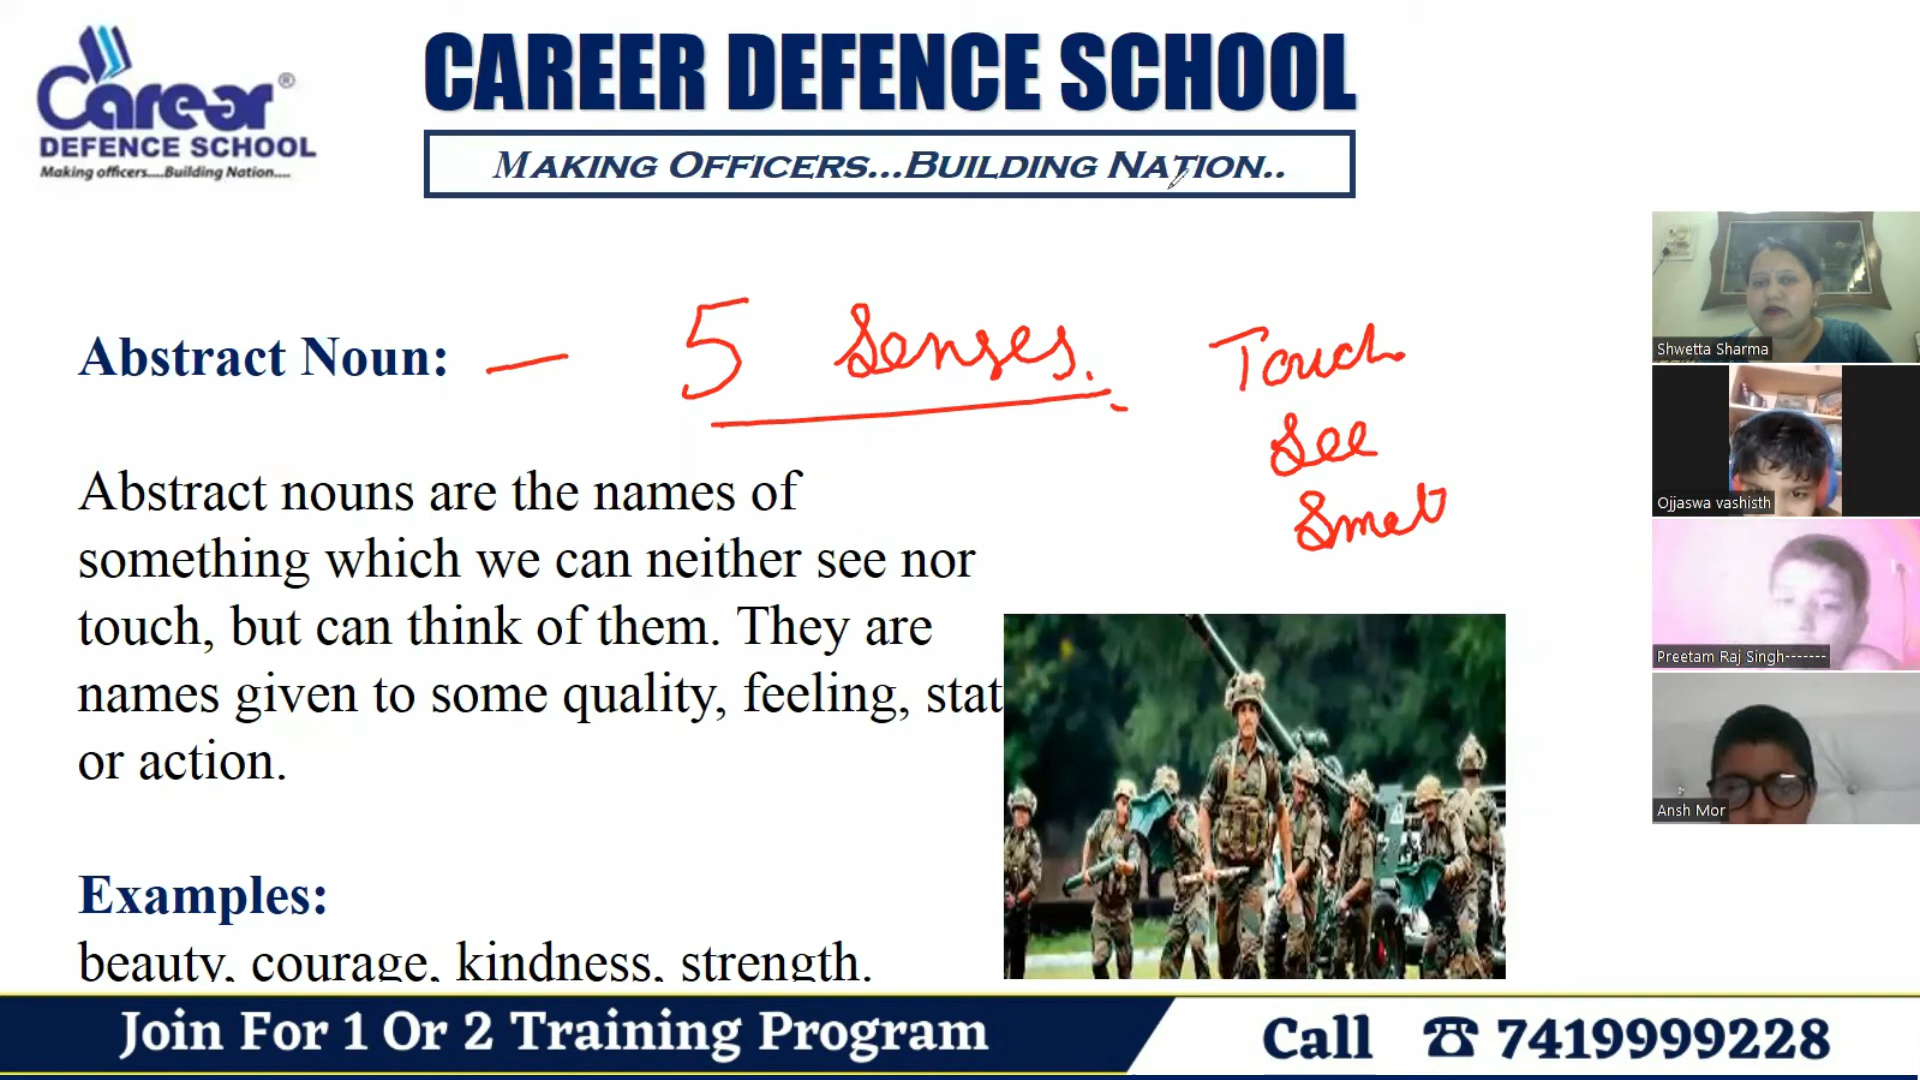 Carear®
DEFENCE SCHOOL
Making officers....Building Nation....
CAREER DEFENCE SCHOOL
MAKING OFFICERS...BUILDING NATION..
Abstract Noun: — 5 Senses.
Touch
See
Abstract nouns are the names of
something which we can neither see nor
touch, but can think of them. They are
names given to some quality, feeling, stat
or action.
Examples:
beauty, courage, kindness, strength.
Shwetta Sharma
Ojjaswa vashisth
Preetam Raj Singh-------
Ansh Mor
Join For 1 Or 2 Training Program
Call ☎ 7419999228